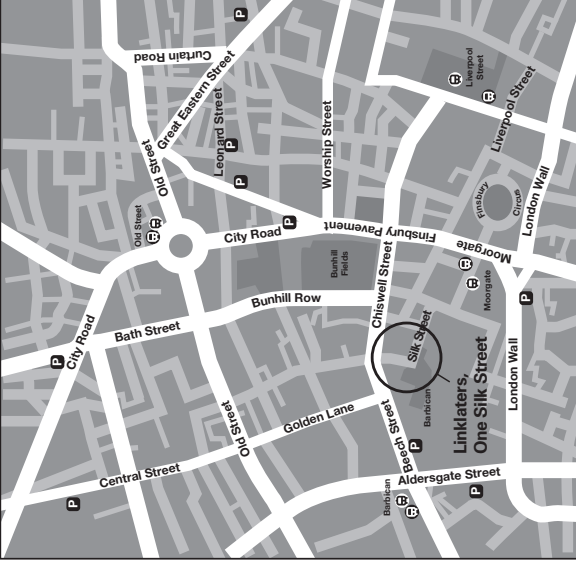 P
Curtain Road
Great Eastern Street
Liverpool
Street
Old Street
Leonard Street
P
Worship Street
Liverpool Street
P
Old Street
Finsbury
Circus
London Wall
City Road
P
Finsbury Pavement
Moorgate
Bunhill
Fields
Moorgate
P
Bunhill Row
Chiswell Street
City Road
Bath Street
P
Silk Street
London Wall
Linklaters,
One Silk Street
Barbican
Golden Lane
Old Street
Beech Street
P
Central Street
Aldersgate Street
Barbican
P
P